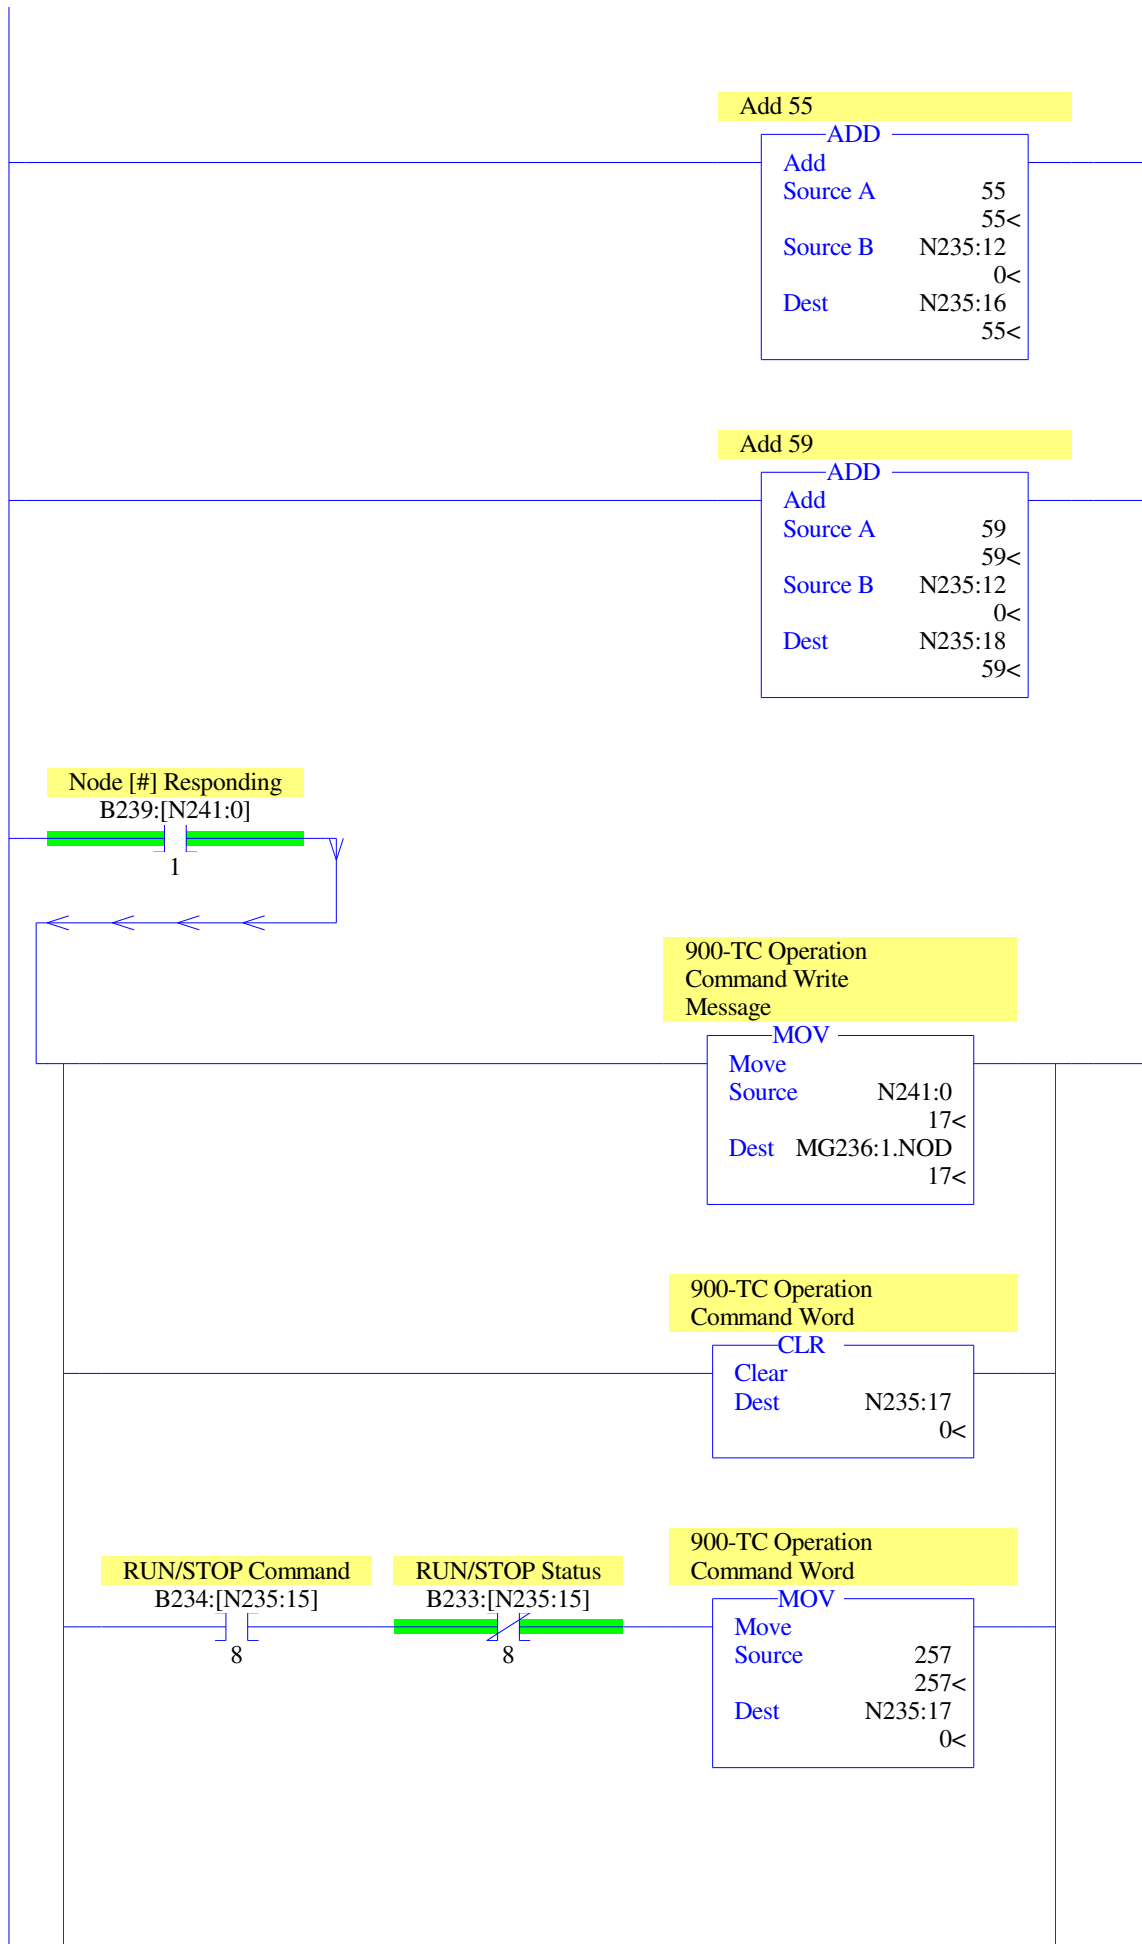 Add 55
ADD
Add
Source A 55
55<
Source B N235:12
0<
Dest N235:16
55<
Add 59
ADD
Add
Source A 59
59<
Source B N235:12
0<
Dest N235:18
59<
Node [#] Responding
B239:[N241:0]
1
900-TC Operation
Command Write
Message
MOV
Move
Source N241:0
17<
Dest MG236:1.NOD
17<
900-TC Operation
Command Word
CLR
Clear
Dest N235:17
0<
RUN/STOP Command
B234:[N235:15]
8
RUN/STOP Status
B233:[N235:15]
8
900-TC Operation
Command Word
MOV
Move
Source 257
257<
Dest N235:17
0<